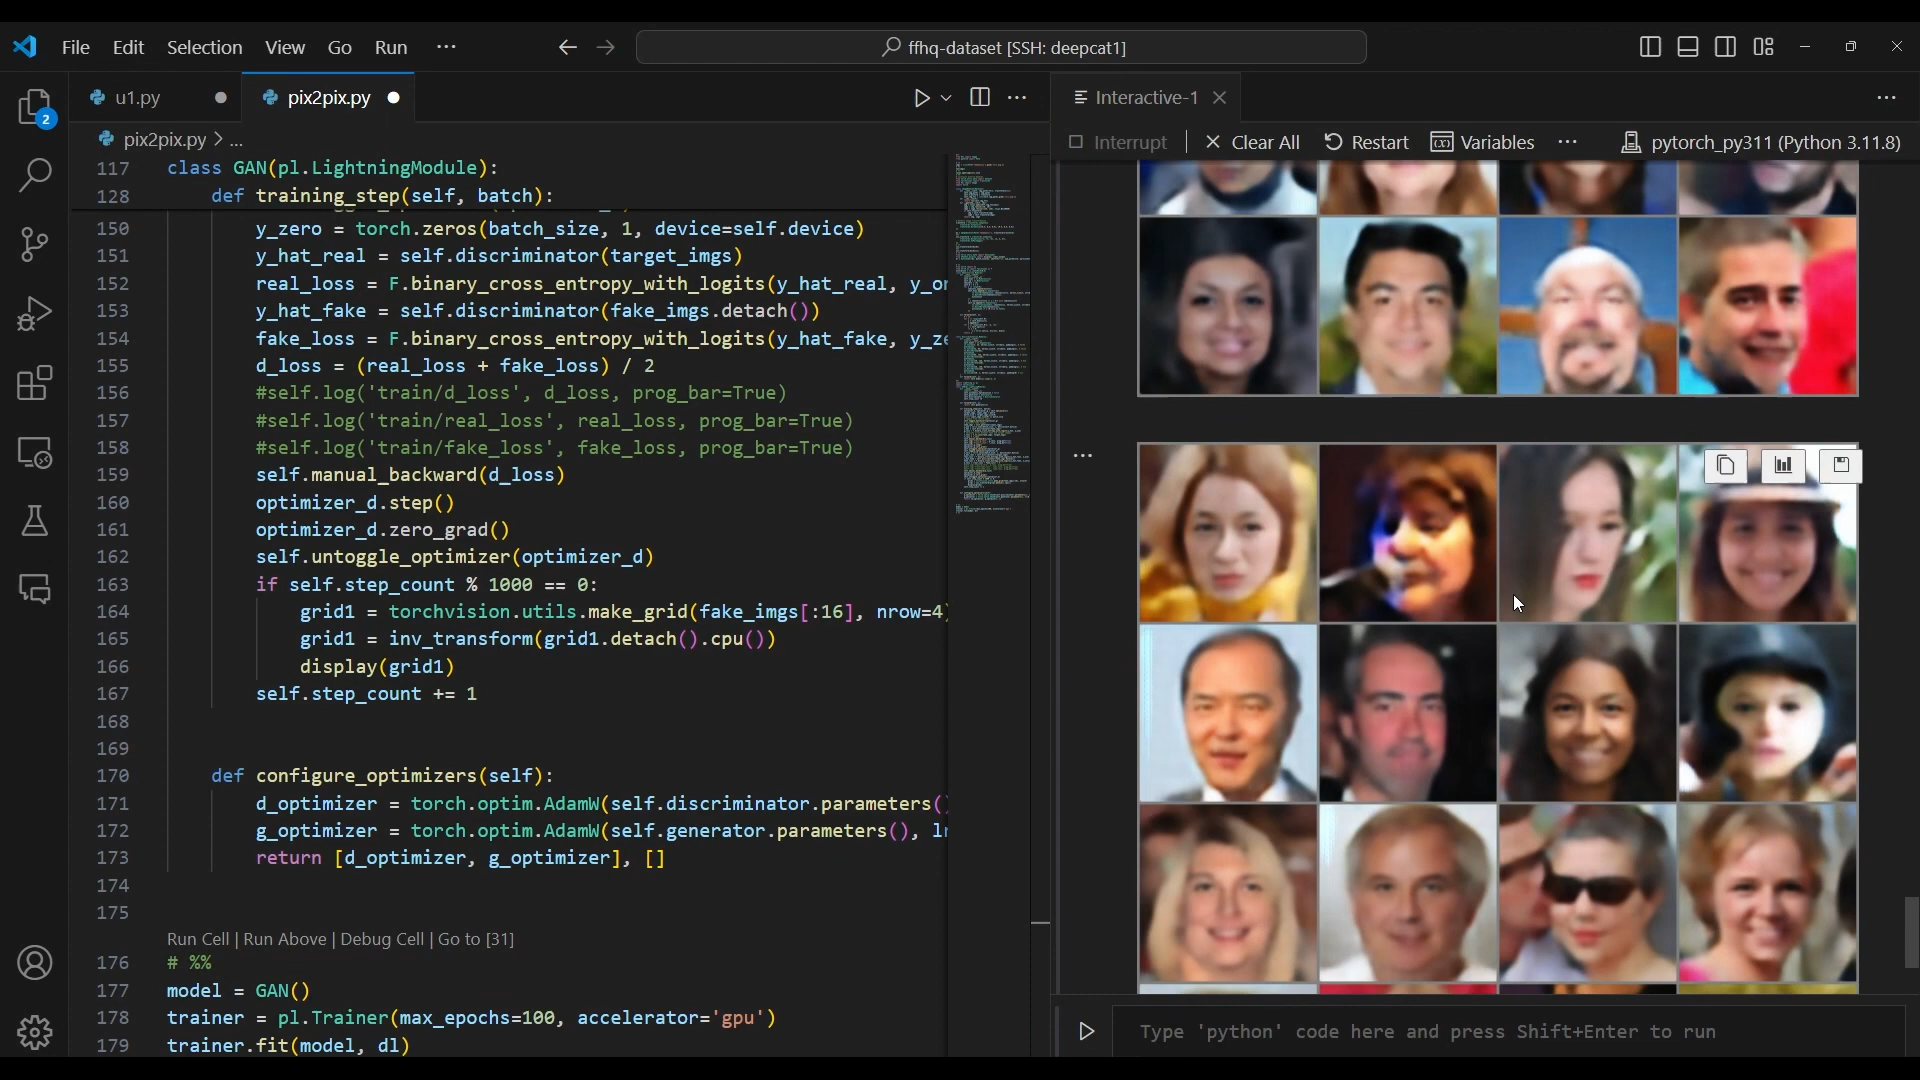 File Edit Selection View Go Run ...
ffhq-dataset [SSH: deepcat1]
u1.py
pix2pix.py
Interactive-1
pix2pix.py > ...
Interrupt | Clear All Restart Variables ... pytorch_py311 (Python 3.11.8)
2
117 class GAN(pl.LightningModule):
128 def training_step(self, batch):
150 y_zero = torch.zeros(batch_size, 1, device=self.device)
151 y_hat_real = self.discriminator(target_imgs)
152 real_loss = F.binary_cross_entropy_with_logits(y_hat_real, y_on
153 y_hat_fake = self.discriminator(fake_imgs.detach())
154 fake_loss = F.binary_cross_entropy_with_logits(y_hat_fake, y_ze
155 d_loss = (real_loss + fake_loss) / 2
156 #self.log('train/d_loss', d_loss, prog_bar=True)
157 #self.log('train/real_loss', real_loss, prog_bar=True)
158 #self.log('train/fake_loss', fake_loss, prog_bar=True)
159 self.manual_backward(d_loss)
160 optimizer_d.step()
161 optimizer_d.zero_grad()
162 self.untoggle_optimizer(optimizer_d)
163 if self.step_count % 1000 == 0:
164 grid1 = torchvision.utils.make_grid(fake_imgs[:16], nrow=4)
165 grid1 = inv_transform(grid1.detach().cpu())
166 display(grid1)
167 self.step_count += 1
168
169
170 def configure_optimizers(self):
171 d_optimizer = torch.optim.AdamW(self.discriminator.parameters()
172 g_optimizer = torch.optim.AdamW(self.generator.parameters(), lr
173 return [d_optimizer, g_optimizer], []
174
175
Run Cell | Run Above | Debug Cell | Go to [31]
176 # %%
177 model = GAN()
178 trainer = pl.Trainer(max_epochs=100, accelerator='gpu')
179 trainer.fit(model, dl)
Type 'python' code here and press Shift+Enter to run